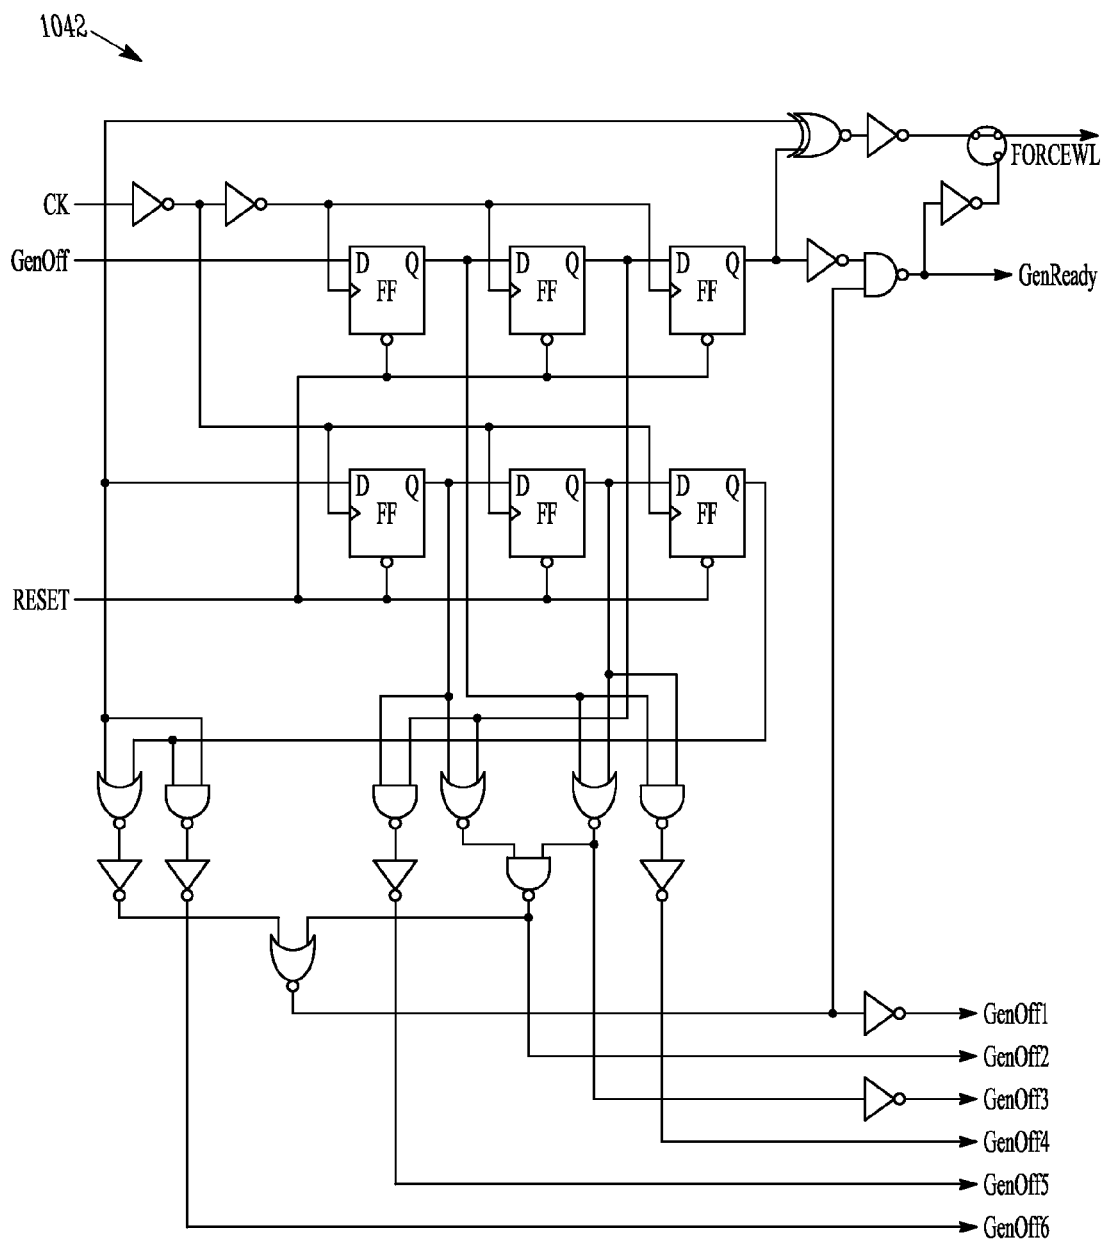 1042
FORCEWL
CK
GenOff
D Q
FF
D Q
FF
D Q
FF
GenReady
D Q
FF
D Q
FF
D Q
FF
RESET
GenOff1
GenOff2
GenOff3
GenOff4
GenOff5
GenOff6